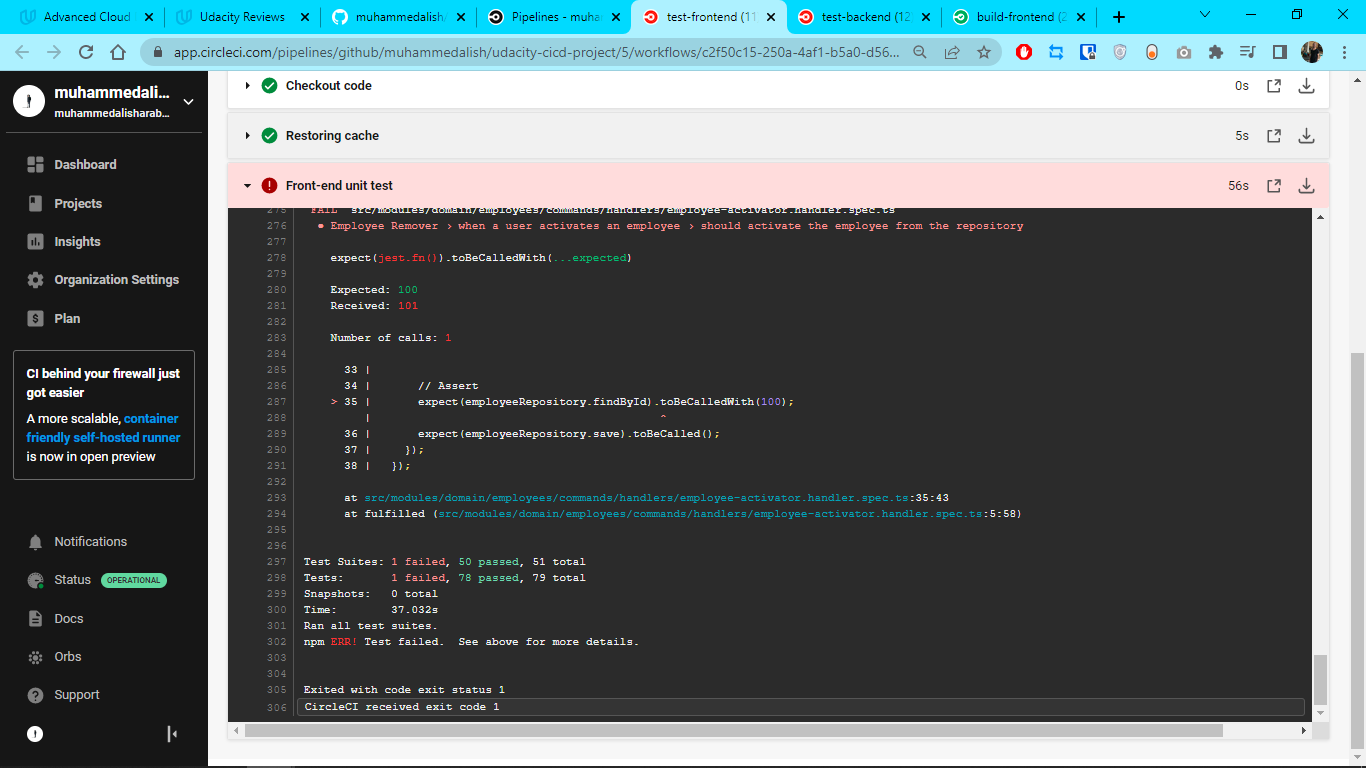 Advanced Cloud
Udacity Reviews
muhammedalish
Pipelines - muha
test-frontend (11
test-backend (12
build-frontend (2
app.circleci.com/pipelines/github/muhammedalish/udacity-cicd-project/5/workflows/c2f50c15-250a-4af1-b5a0-d56...
muhammedali...
muhammedalisharab...
Dashboard
Projects
Insights
Organization Settings
Plan
CI behind your firewall just
got easier
A more scalable, container
friendly self-hosted runner
is now in open preview
Notifications
Status OPERATIONAL
Docs
Orbs
Support
Checkout code 0s
Restoring cache 5s
Front-end unit test 56s
275 FAIL src/modules/domain/employees/commands/handlers/employee-activator.handler.spec.ts
276 ● Employee Remover › when a user activates an employee › should activate the employee from the repository
277
278 expect(jest.fn()).toBeCalledWith(...expected)
279
280 Expected: 100
281 Received: 101
282
283 Number of calls: 1
284
285 33 |
286 34 | // Assert
287 > 35 | expect(employeeRepository.findById).toBeCalledWith(100);
288 | ^
289 36 | expect(employeeRepository.save).toBeCalled();
290 37 | });
291 38 | });
292
293 at src/modules/domain/employees/commands/handlers/employee-activator.handler.spec.ts:35:43
294 at fulfilled (src/modules/domain/employees/commands/handlers/employee-activator.handler.spec.ts:5:58)
295
296
297 Test Suites: 1 failed, 50 passed, 51 total
298 Tests: 1 failed, 78 passed, 79 total
299 Snapshots: 0 total
300 Time: 37.032s
301 Ran all test suites.
302 npm ERR! Test failed. See above for more details.
303
304
305 Exited with code exit status 1
306 CircleCI received exit code 1